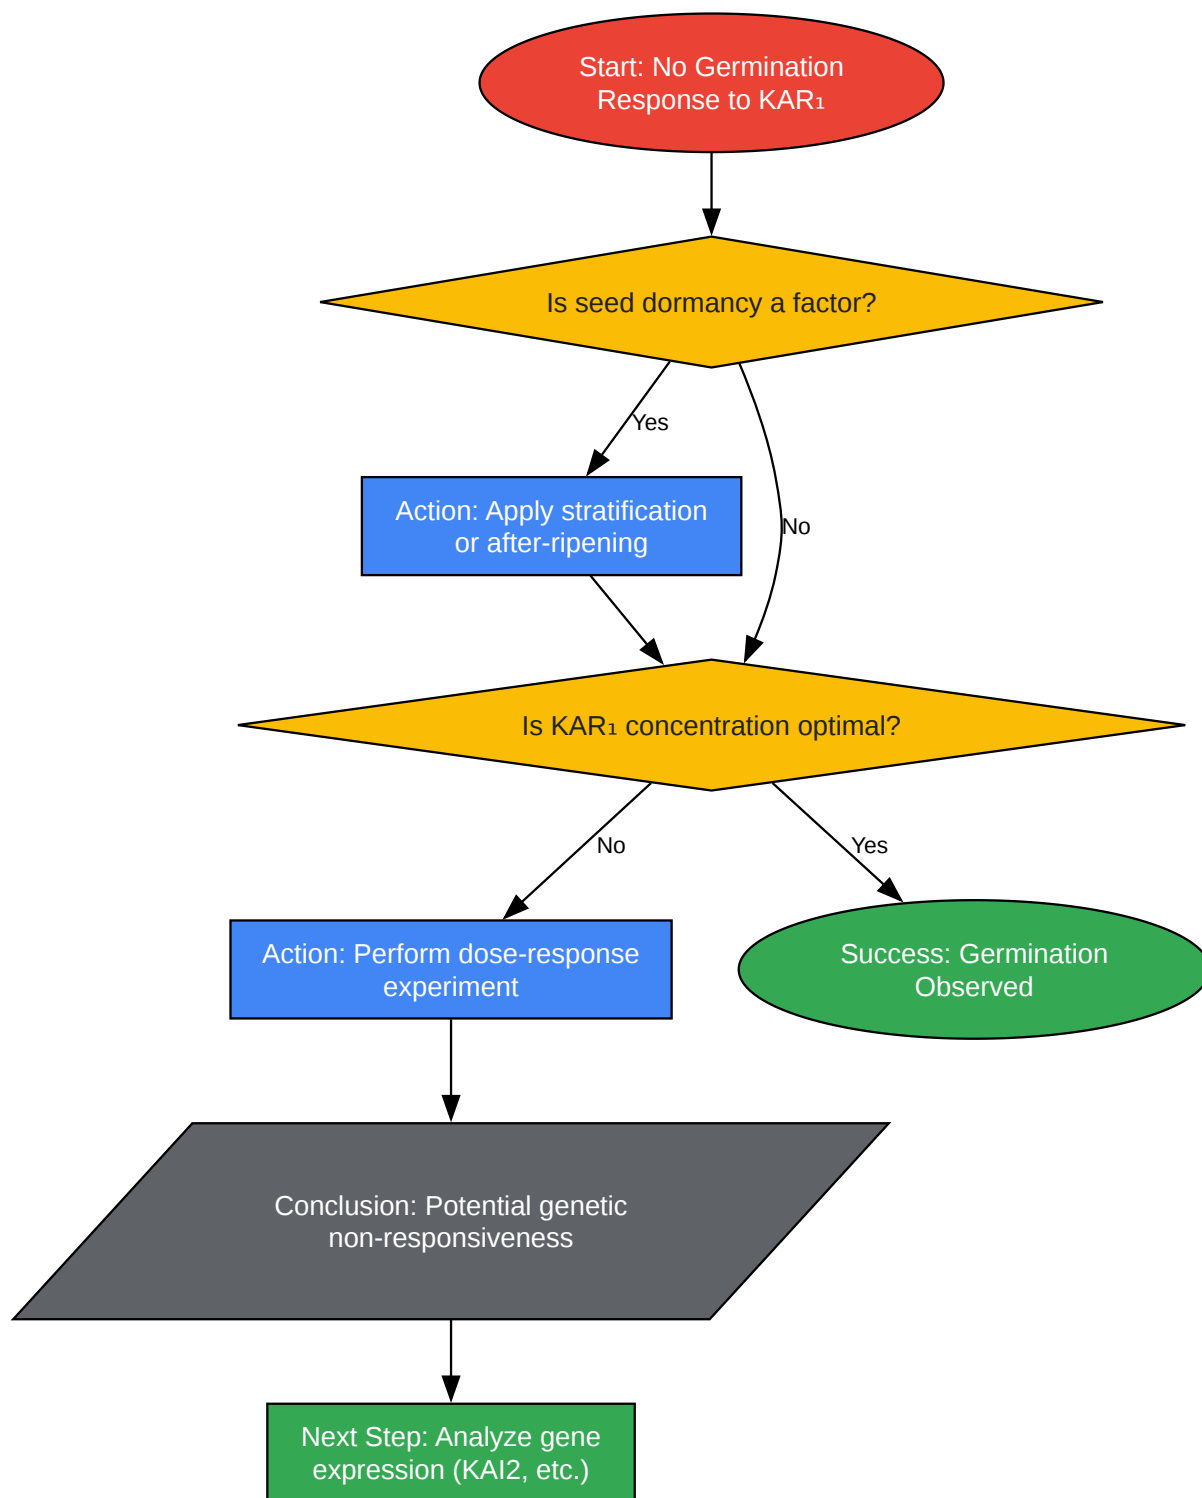 Start: No Germination
Response to KAR₁
Is seed dormancy a factor?
Yes
Action: Apply stratification
or after-ripening
No
Is KAR₁ concentration optimal?
No
Yes
Action: Perform dose-response
experiment
Success: Germination
Observed
Conclusion: Potential genetic
non-responsiveness
Next Step: Analyze gene
expression (KAI2, etc.)